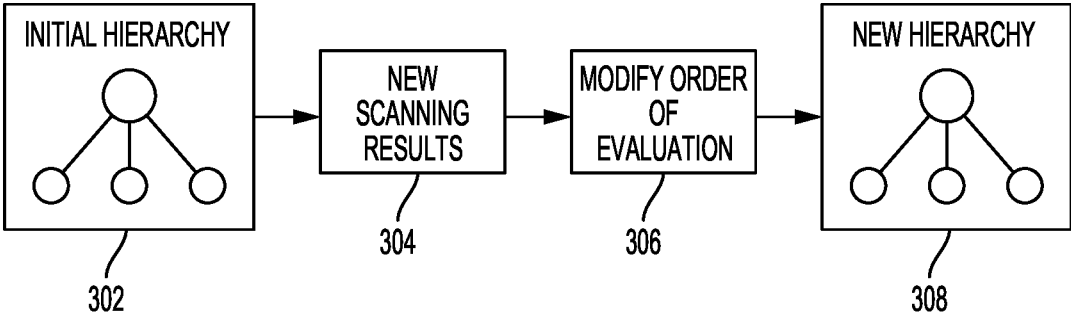 INITIAL HIERARCHY
NEW
SCANNING
RESULTS
MODIFY ORDER
OF
EVALUATION
NEW HIERARCHY
302
304
306
308